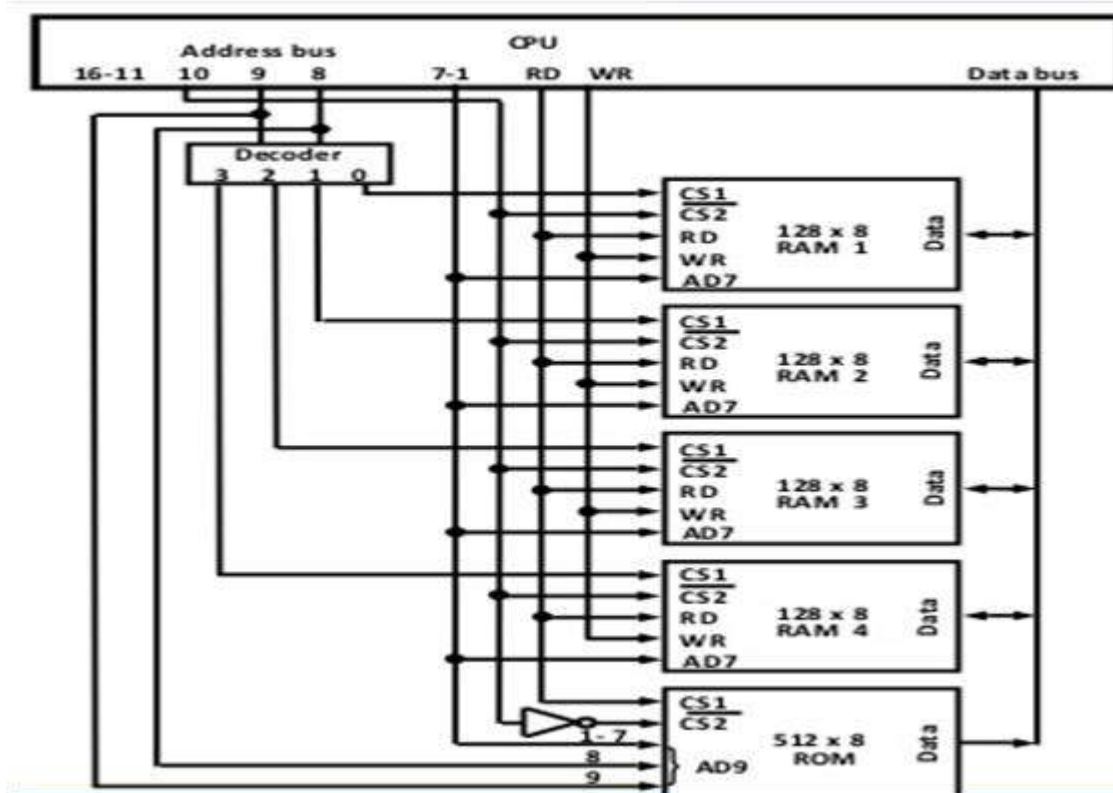 CPU
Address bus
16-11 10 9 8 7-1 RD WR Data bus
Decoder
3 2 1 0
CS1
CS2
RD
WR
AD7
128 x 8
RAM 1
Data
CS1
CS2
RD
WR
AD7
128 x 8
RAM 2
Data
CS1
CS2
RD
WR
AD7
128 x 8
RAM 3
Data
CS1
CS2
RD
WR
AD7
128 x 8
RAM 4
Data
CS1
CS2
1-7
8
9
AD9
512 x 8
ROM
Data